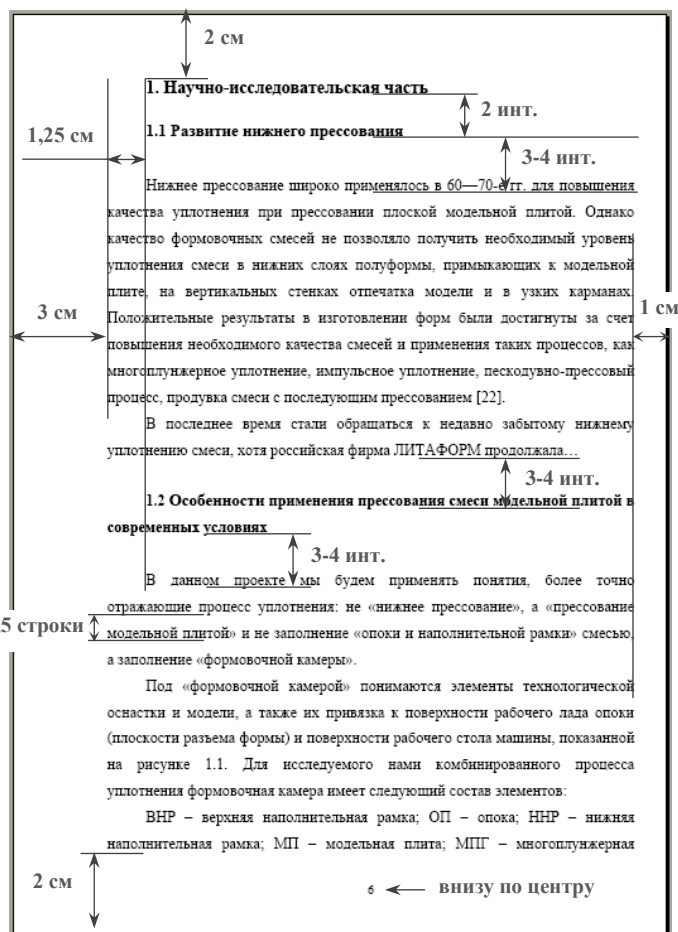 2 см
1. Научно-исследовательская часть
2 инт.
1.1 Развитие нижнего прессования
1,25 см
3-4 инт.
Нижнее прессование широко применялось в 60—70-е гг. для повышения
качества уплотнения при прессовании плоской модельной плитой. Однако
качество формовочных смесей не позволяло получить необходимый уровень
уплотнения смеси в нижних слоях полуформы, примыкающих к модельной
плите, на вертикальных стенках отпечатка модели и в узких карманах.
3 см
1 см
Положительные результаты в изготовлении форм были достигнуты за счет
повышения необходимого качества смесей и применения таких процессов, как
многоплунжерное уплотнение, импульсное уплотнение, пескодувно-прессовый
процесс, продувка смеси с последующим прессованием [22].
В последнее время стали обращаться к недавно забытому нижнему
уплотнению смеси, хотя российская фирма ЛИТАФОРМ продолжала…
3-4 инт.
1.2 Особенности применения прессования смеси модельной плитой в
современных условиях
3-4 инт.
В данном проекте мы будем применять понятия, более точно
отражающие процесс уплотнения: не «нижнее прессование», а «прессование
5 строки
модельной плитой» и не заполнение «опоки и наполнительной рамки» смесью,
а заполнение «формовочной камеры».
Под «формовочной камерой» понимаются элементы технологической
оснастки и модели, а также их привязка к поверхности рабочего лада опоки
(плоскости разъема формы) и поверхности рабочего стола машины, показанной
на рисунке 1.1. Для исследуемого нами комбинированного процесса
уплотнения формовочная камера имеет следующий состав элементов:
ВНР – верхняя наполнительная рамка; ОП – опока; ННР – нижняя
наполнительная рамка; МП – модельная плита; МПГ – многоплунжерная
2 см
6
внизу по центру